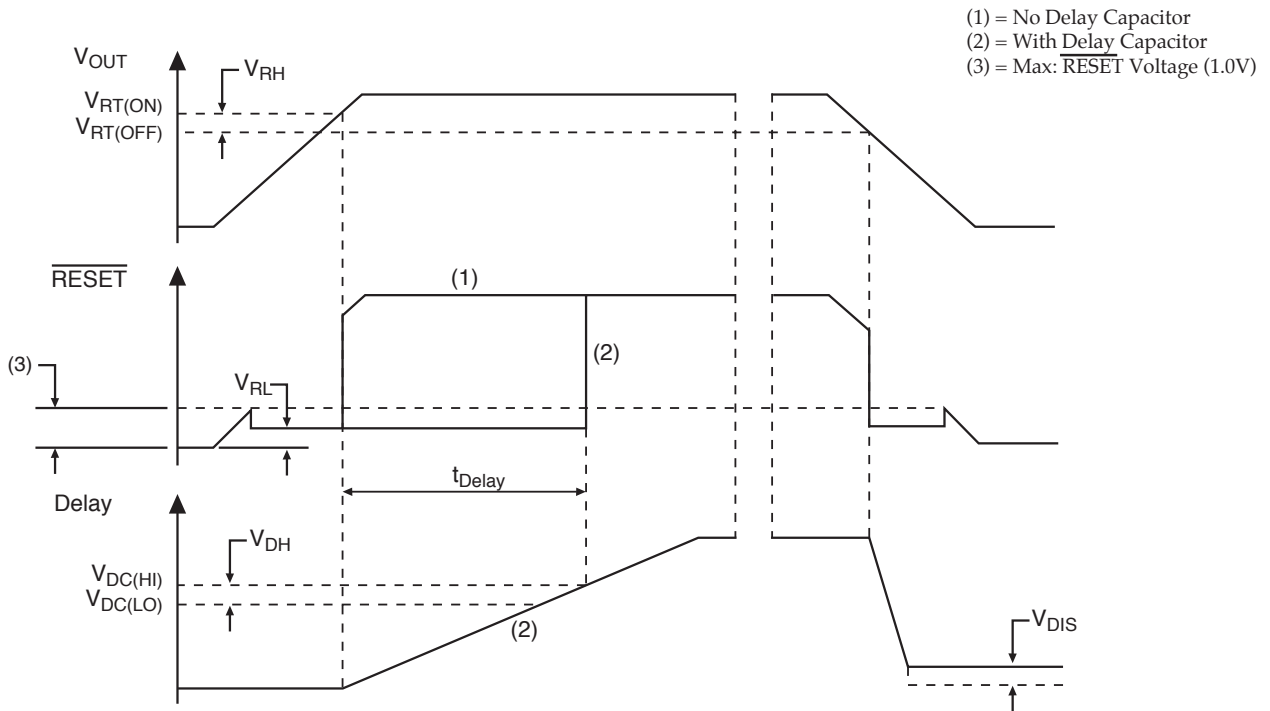 (1) = No Delay Capacitor
(2) = With Delay Capacitor
(3) = Max: RESET Voltage (1.0V)
VOUT
VRH
VRT(ON)
VRT(OFF)
RESET
(1)
(3)
(2)
VRL
tDelay
Delay
VDH
VDC(HI)
VDC(LO)
(2)
VDIS